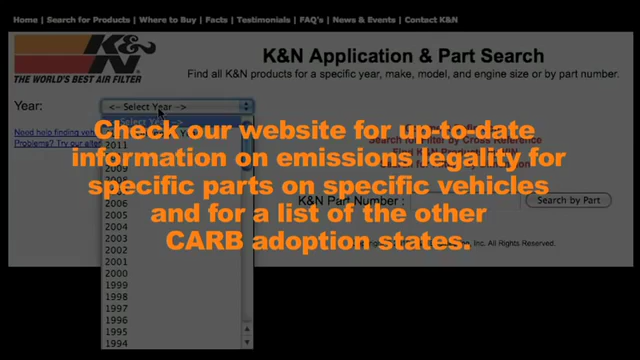 Home | Search for Products | Where to Buy | Facts | Testimonials | FAQ's | News & Events | Contact K&N
K&N
THE WORLD'S BEST AIR FILTER
K&N Application & Part Search
Find all K&N products for a specific year, make, model, and engine size or by part number.
Year:
<- Select Year ->
Check our website for up-to-date
information on emissions legality for
specific parts on specific vehicles
and for a list of the other
CARB adoption states.
K&N Part Number :
Search by Part
Inc. All Rights Reserved.
2011
2009
2006
2005
2004
2003
2002
2001
2000
1999
1998
1997
1996
1995
1994